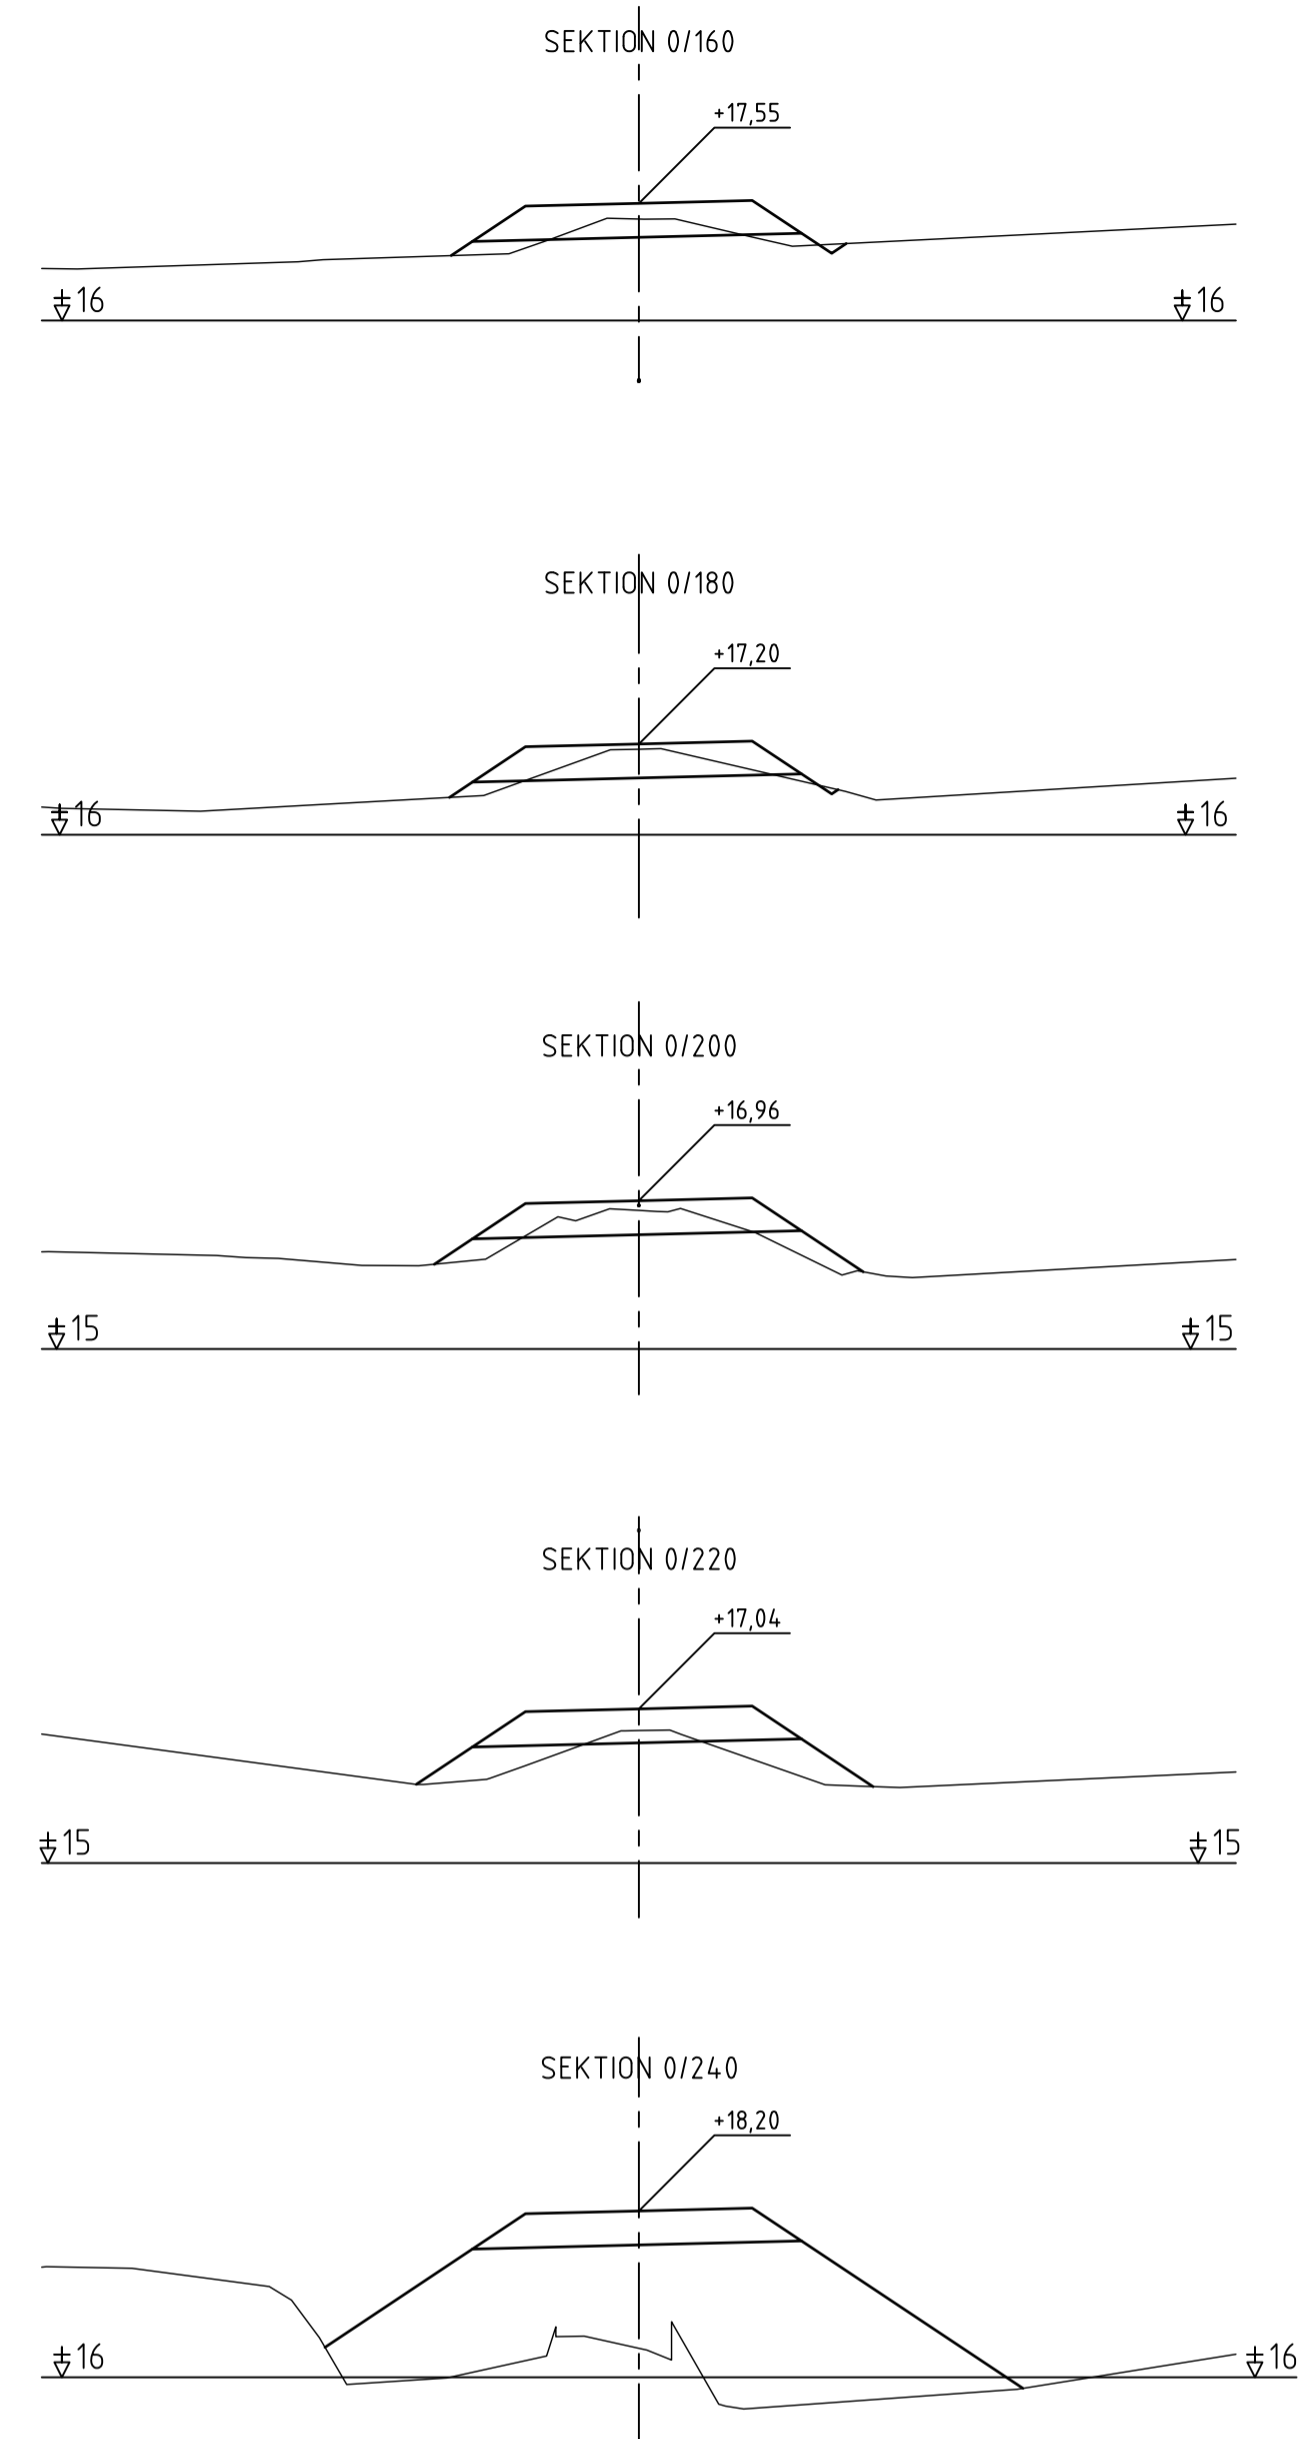 SEKTION 0/160
+17,55
±16 ±16
SEKTION 0/180
+17,20
±16 ±16
SEKTION 0/200
+16,96
±15 ±15
SEKTION 0/220
+17,04
±15 ±15
SEKTION 0/240
+18,20
±16 ±16